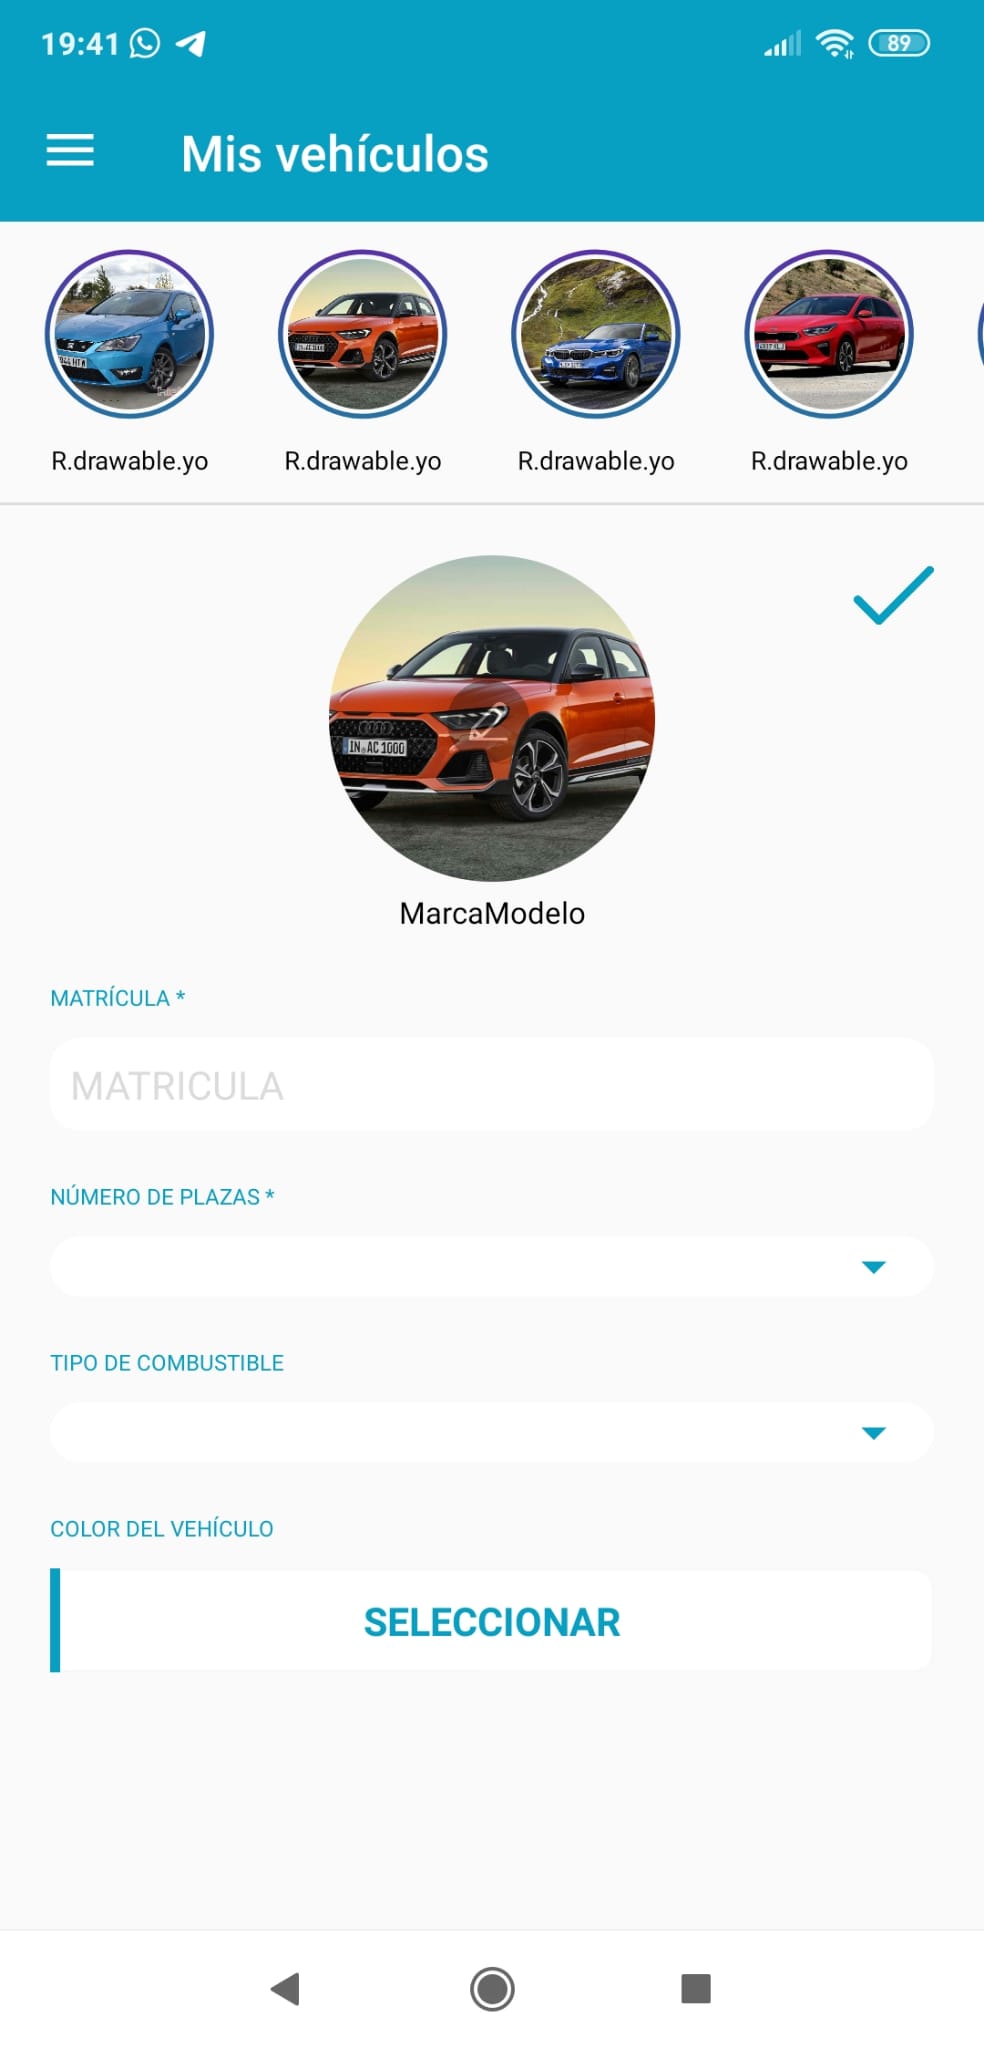 19:41
89
Mis vehículos
R.drawable.yo
R.drawable.yo
R.drawable.yo
R.drawable.yo
IN AC 1000
MarcaModelo
MATRÍCULA *
MATRICULA
NÚMERO DE PLAZAS *
TIPO DE COMBUSTIBLE
COLOR DEL VEHÍCULO
SELECCIONAR